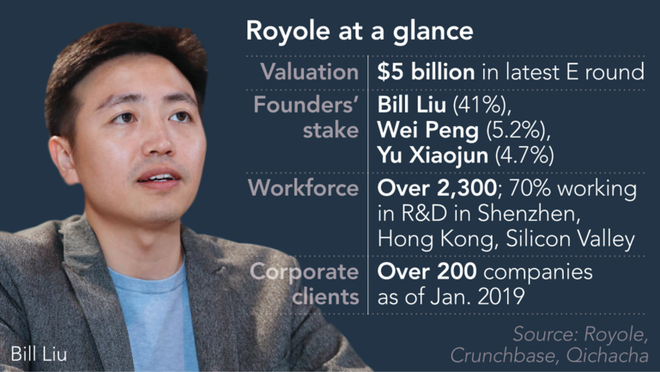 Royole at a glance
Valuation $5 billion in latest E round
Founders' stake Bill Liu (41%),
Wei Peng (5.2%),
Yu Xiaojun (4.7%)
Workforce Over 2,300; 70% working
in R&D in Shenzhen,
Hong Kong, Silicon Valley
Corporate clients Over 200 companies
as of Jan. 2019
Source: Royole,
Crunchbase, Qichacha
Bill Liu